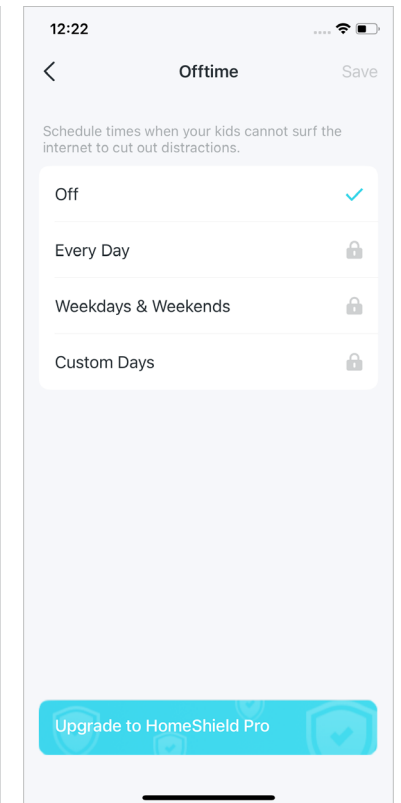 12:22
Offtime
Save
Schedule times when your kids cannot surf the
internet to cut out distractions.
Off
Every Day
Weekdays & Weekends
Custom Days
Upgrade to HomeShield Pro